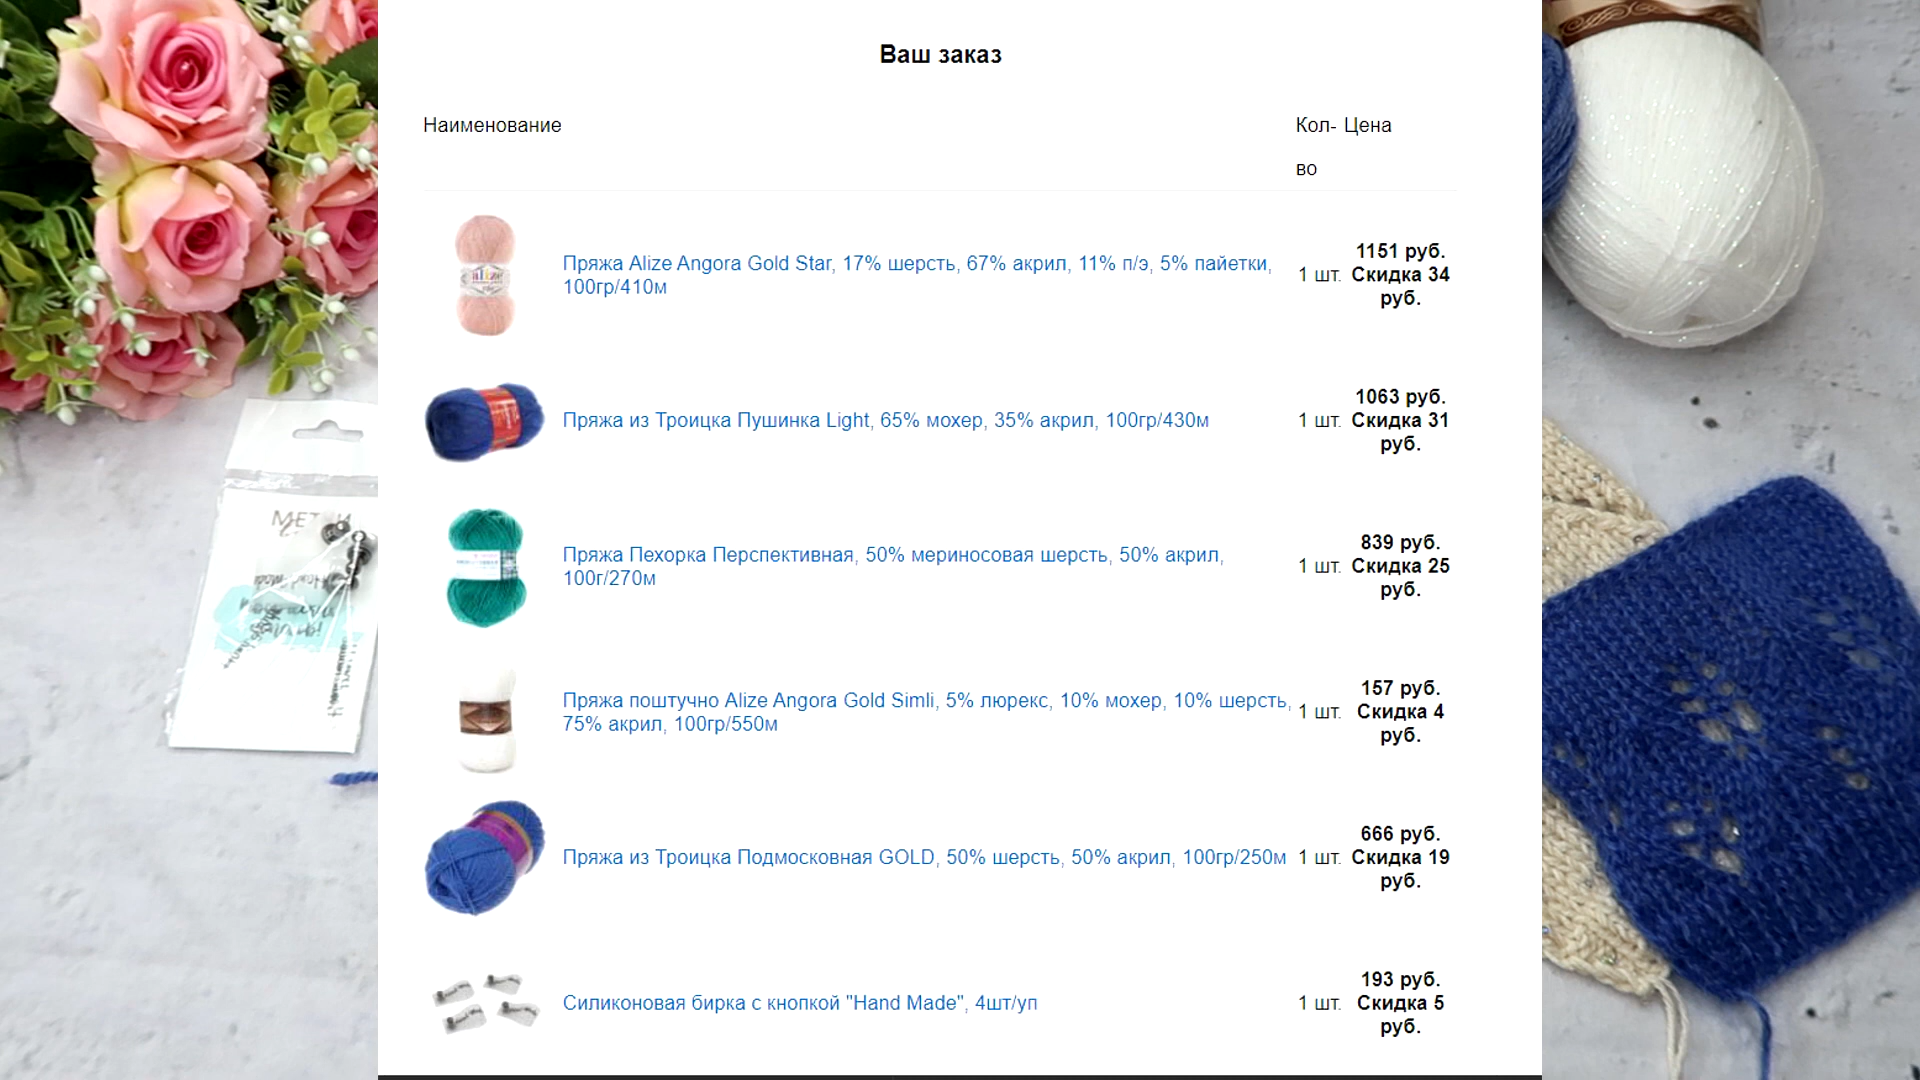 Ваш заказ
Наименование
Кол- Цена
во
Пряжа Alize Angora Gold Star, 17% шерсть, 67% акрил, 11% п/э, 5% пайетки,
100гр/410м
1 шт.
1151 руб.
Скидка 34
руб.
Пряжа из Троицка Пушинка Light, 65% мохер, 35% акрил, 100гр/430м
1 шт.
1063 руб.
Скидка 31
руб.
Пряжа Пехорка Перспективная, 50% мериносовая шерсть, 50% акрил,
100г/270м
1 шт.
839 руб.
Скидка 25
руб.
Пряжа поштучно Alize Angora Gold Simli, 5% люрекс, 10% мохер, 10% шерсть,
75% акрил, 100гр/550м
1 шт.
157 руб.
Скидка 4
руб.
Пряжа из Троицка Подмосковная GOLD, 50% шерсть, 50% акрил, 100гр/250м
1 шт.
666 руб.
Скидка 19
руб.
Силиконовая бирка с кнопкой "Hand Made", 4шт/уп
1 шт.
193 руб.
Скидка 5
руб.
alize